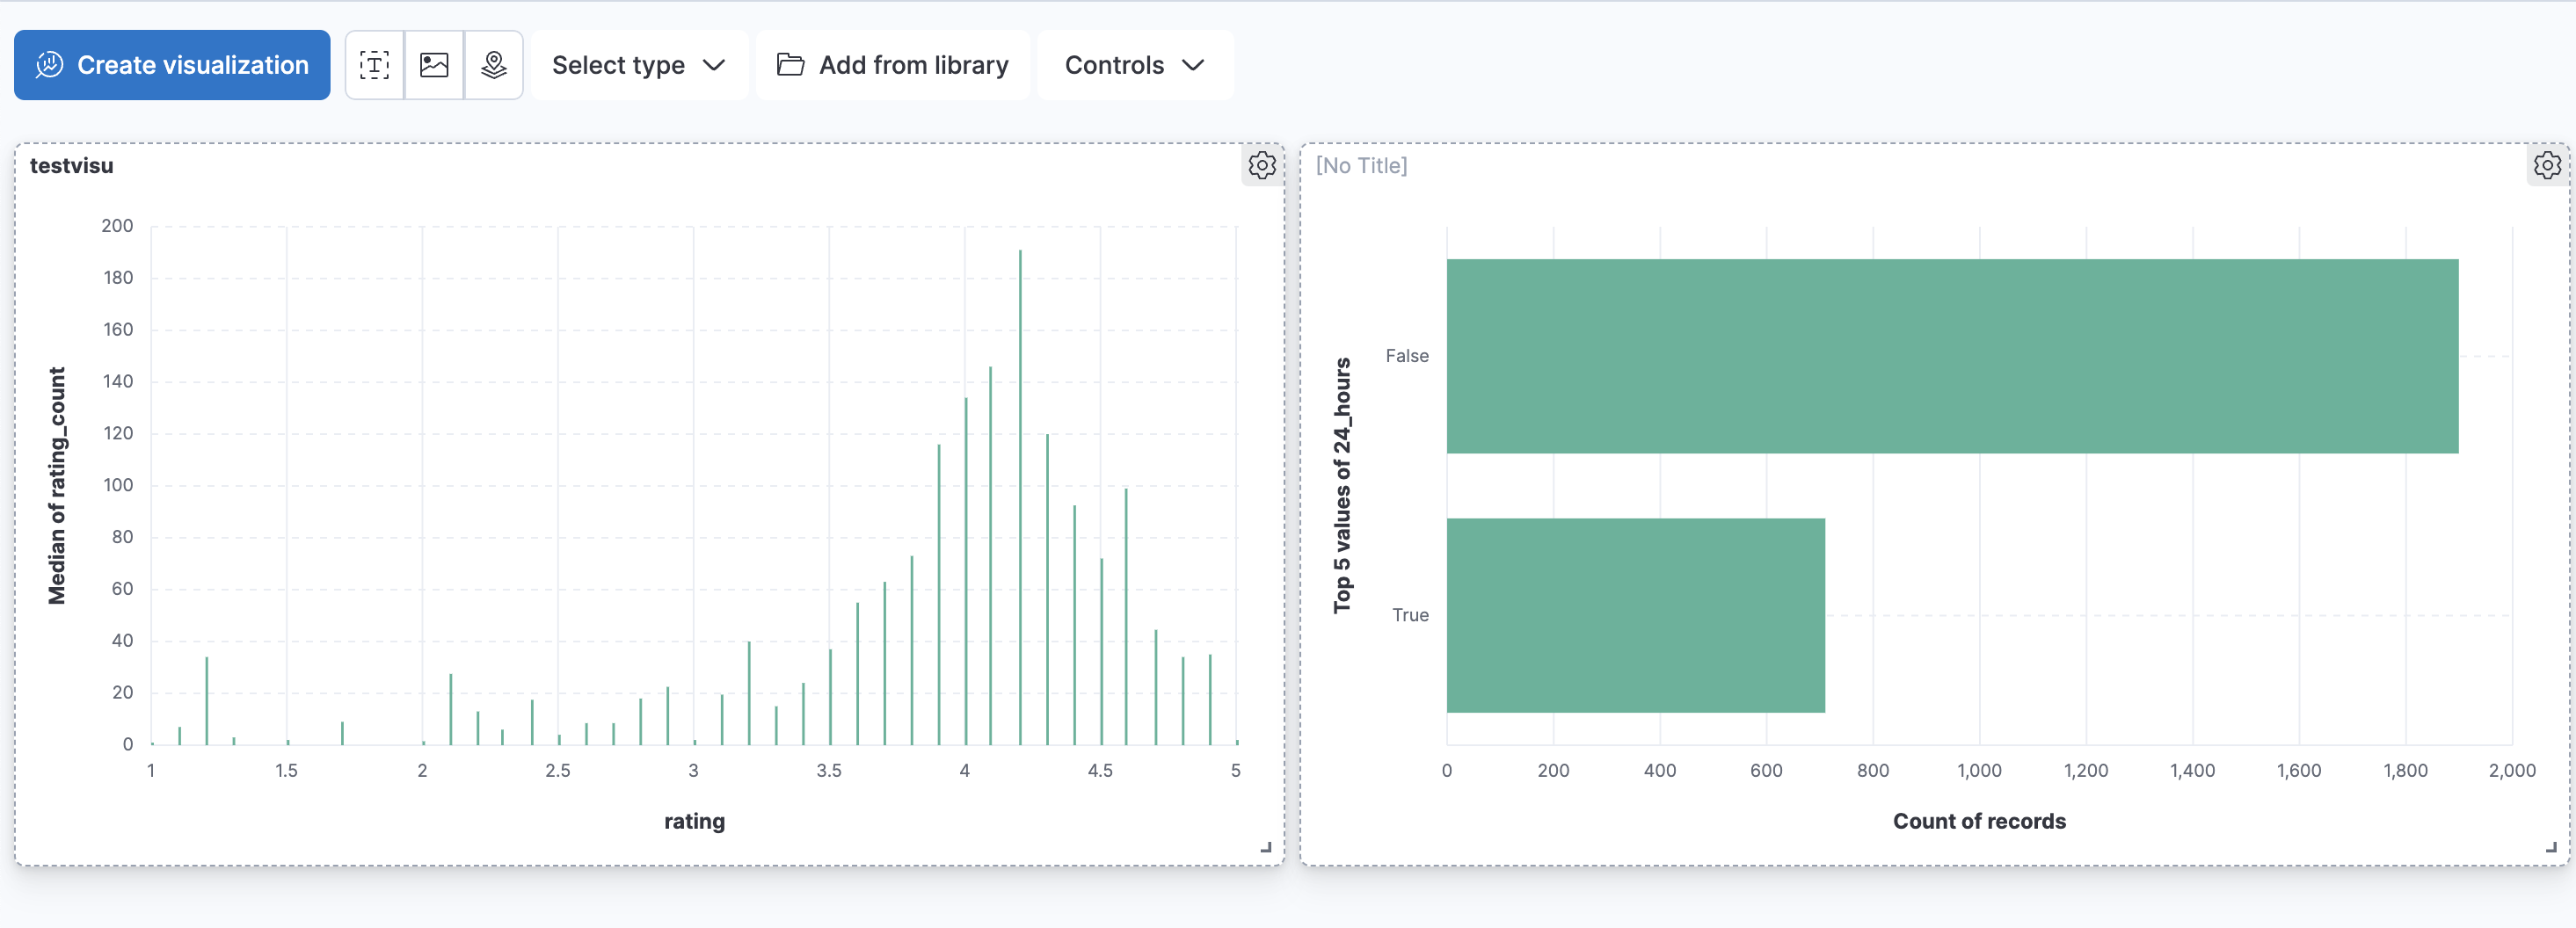 Create visualization
Select type
Add from library
Controls
testvisu
200
180
160
140
120
100
80
60
40
20
0
Median of rating_count
1 1.5 2 2.5 3 3.5 4 4.5 5
rating
[No Title]
Top 5 values of 24_hours
False
True
0 200 400 600 800 1,000 1,200 1,400 1,600 1,800 2,000
Count of records